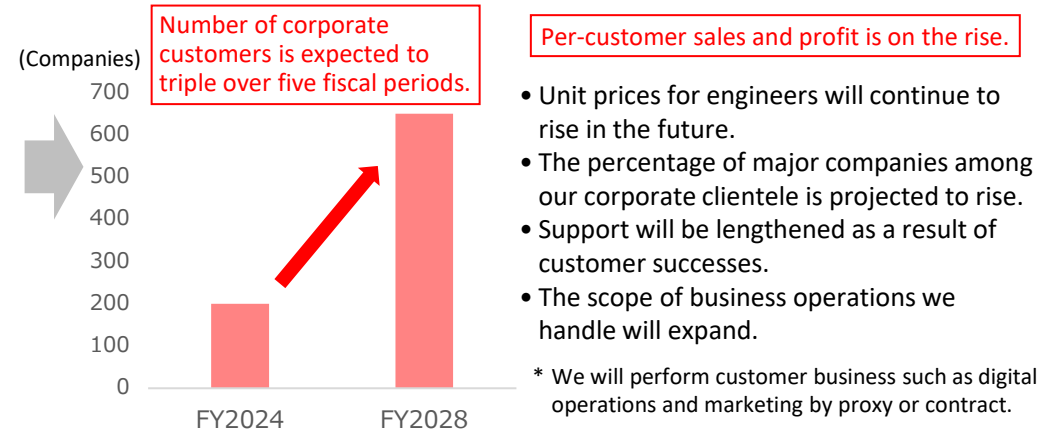 Number of corporate
customers is expected to
triple over five fiscal periods.
(Companies)
700
600
500
400
300
200
100
0
FY2024
FY2028
Per-customer sales and profit is on the rise.
• Unit prices for engineers will continue to
rise in the future.
• The percentage of major companies among
our corporate clientele is projected to rise.
• Support will be lengthened as a result of
customer successes.
• The scope of business operations we
handle will expand.
* We will perform customer business such as digital
operations and marketing by proxy or contract.